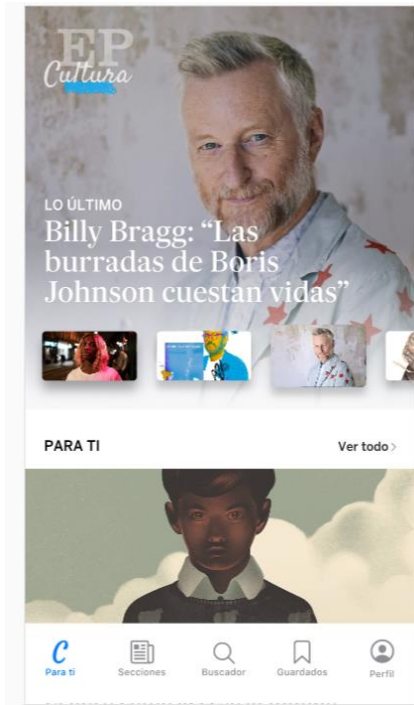 EP
Cultura
LO ÚLTIMO
Billy Bragg: “Las
burradas de Boris
Johnson cuestan vidas”
PARA TI
Ver todo >
Para ti
Secciones
Buscador
Guardados
Perfil